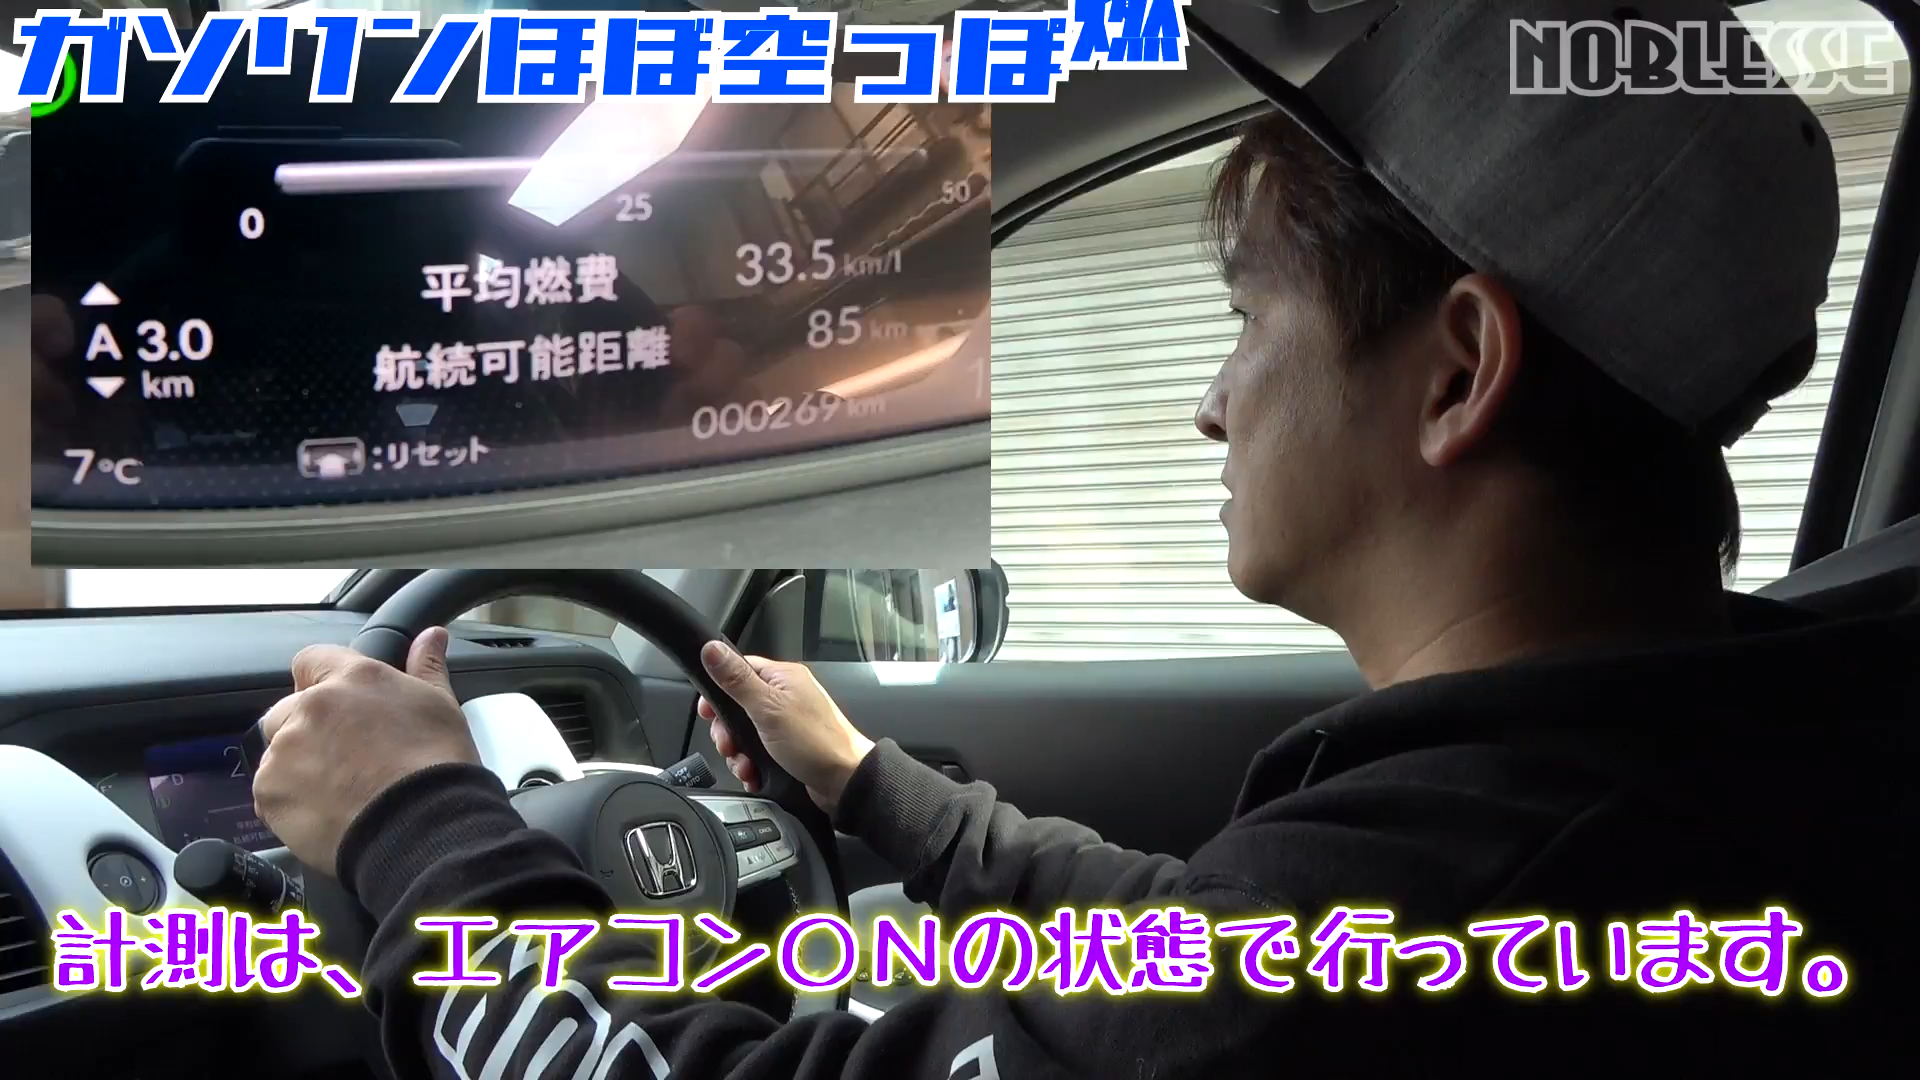 ガソリンほぼ空っぽ燃
NOBLESSE
0
25
50
平均燃費 33.5 km/l
A 3.0 km
航続可能距離 85 km
000269 km
7℃
:リセット
D
計測は、エアコンONの状態で行っています。